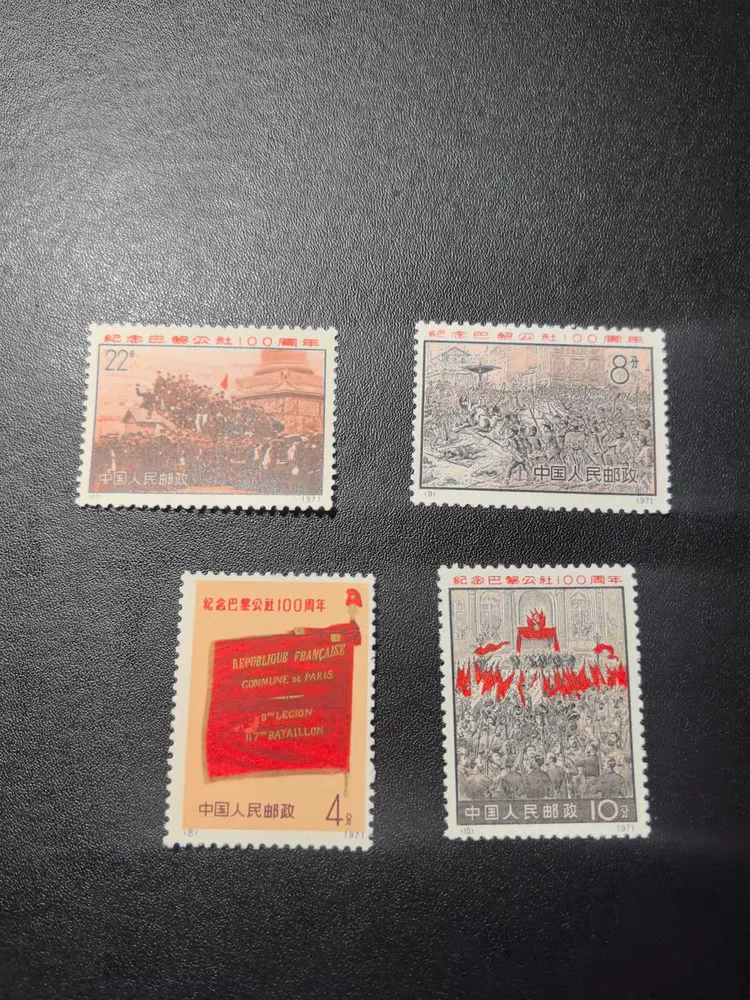 纪念巴黎公社100周年
22分
中国人民邮政
(11)
1971
纪念巴黎公社100周年
8分
中国人民邮政
(9)
1971
纪念巴黎公社100周年
REPUBLIQUE FRANÇAISE
COMMUNE DE PARIS
9ME LEGION
117ME BATAILLON
中国人民邮政
4分
(8)
1971
纪念巴黎公社100周年
中国人民邮政
10分
(10)
1971